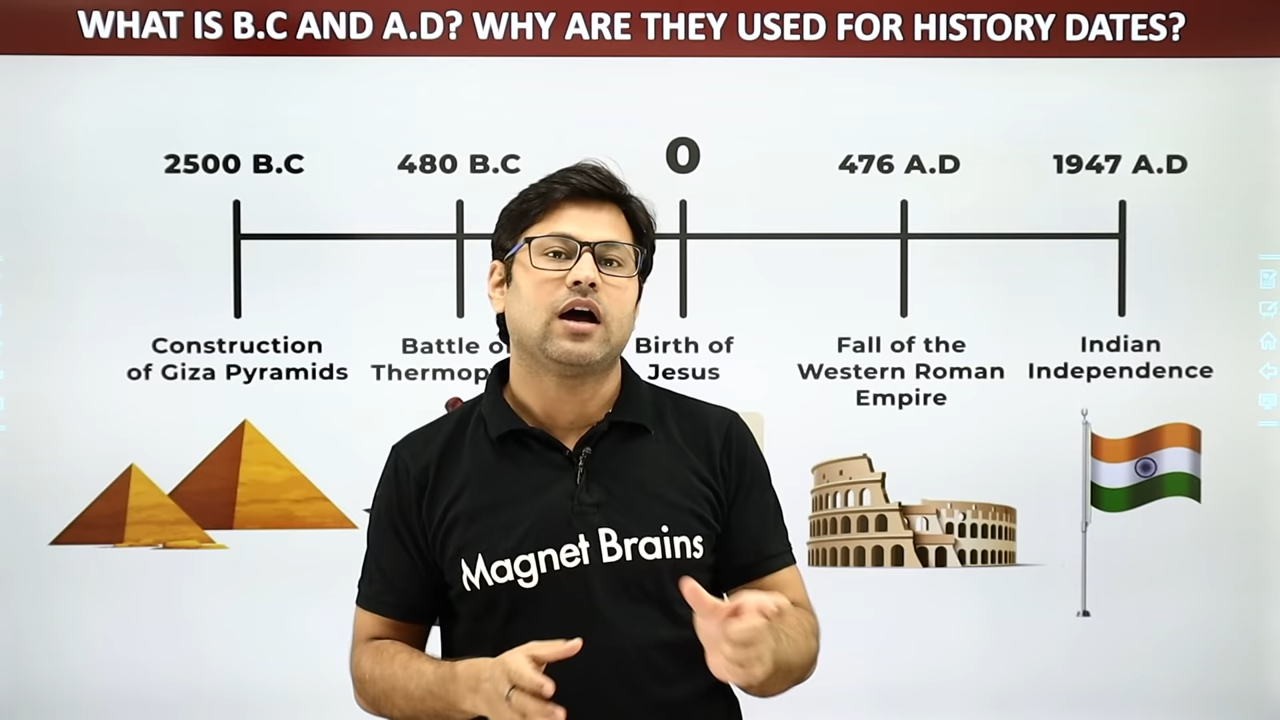 WHAT IS B.C AND A.D? WHY ARE THEY USED FOR HISTORY DATES?
2500 B.C
480 B.C
0
476 A.D
1947 A.D
Construction
of Giza Pyramids
Battle
Birth of
Jesus
Fall of the
Western Roman
Empire
Indian
Independence
Magnet Brains